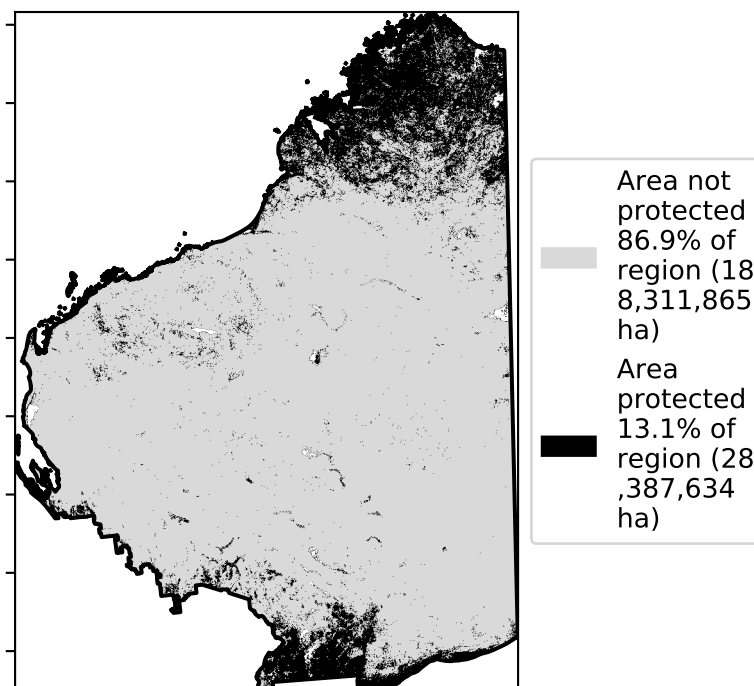 Area not
protected
86.9% of
region (18
8,311,865
ha)
Area
protected
13.1% of
region (28
,387,634
ha)